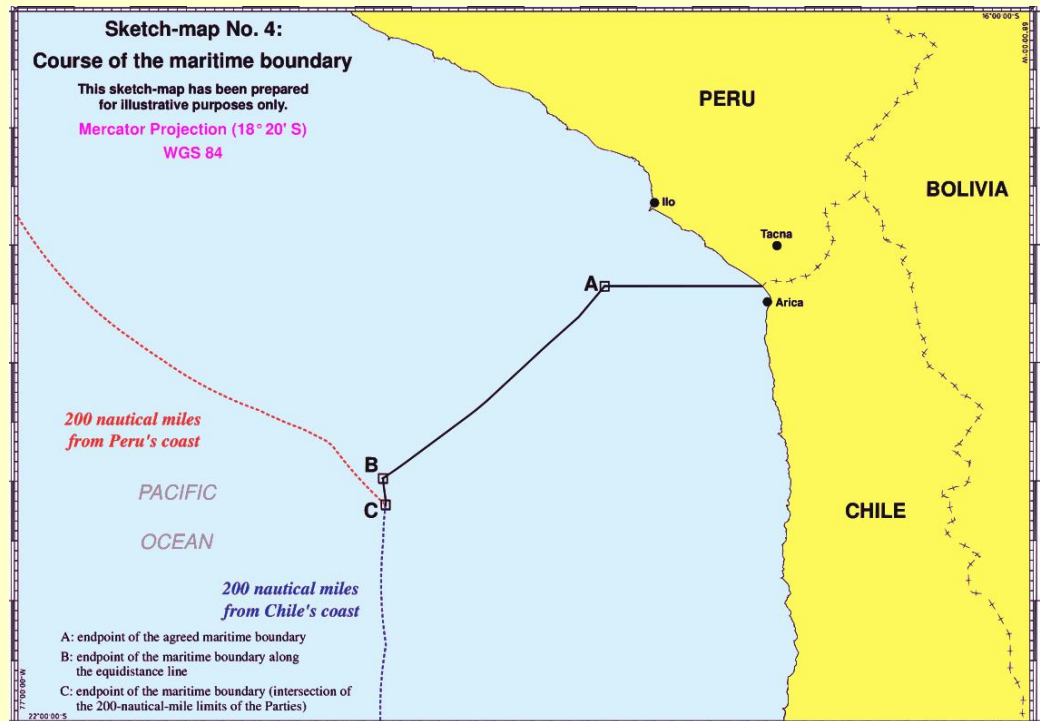 Sketch-map No. 4:
Course of the maritime boundary
This sketch-map has been prepared
for illustrative purposes only.
Mercator Projection (18° 20' S)
WGS 84
16°00'00"S
68°00'00"W
PERU
BOLIVIA
Ilo
Tacna
A
Arica
200 nautical miles
from Peru's coast
B
C
PACIFIC
OCEAN
CHILE
200 nautical miles
from Chile's coast
A: endpoint of the agreed maritime boundary
B: endpoint of the maritime boundary along
the equidistance line
C: endpoint of the maritime boundary (intersection of
the 200-nautical-mile limits of the Parties)
77°00'00"W
22°00'00"S